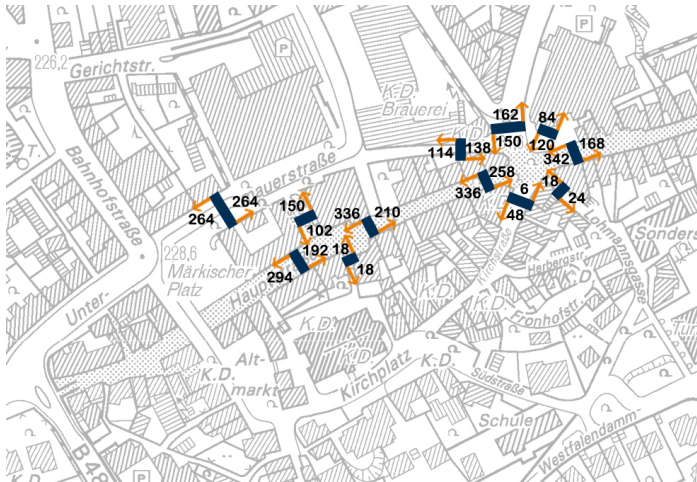 P
226,2
Gerichtstr.
K.D.
Brauerei
162
84
150
120
168
114
138
342
T.
Bahnhofstraße
auerstraße
336
258
18
6
24
48
264
264
150
102
336
210
228,6
Märkischer
Platz
192
18
294
18
Haup
Kirchstraße
Lohmannsgasse
Sonders
Herbergstr.
Fronhofstr.
K.D.
K.D.
K.D.
K.D.
K.D.
K.D.
Unter-
Alt-
markt
Kirchplatz
Südstraße
Schule
Westfalendamm
B 48
K.D.
P
P